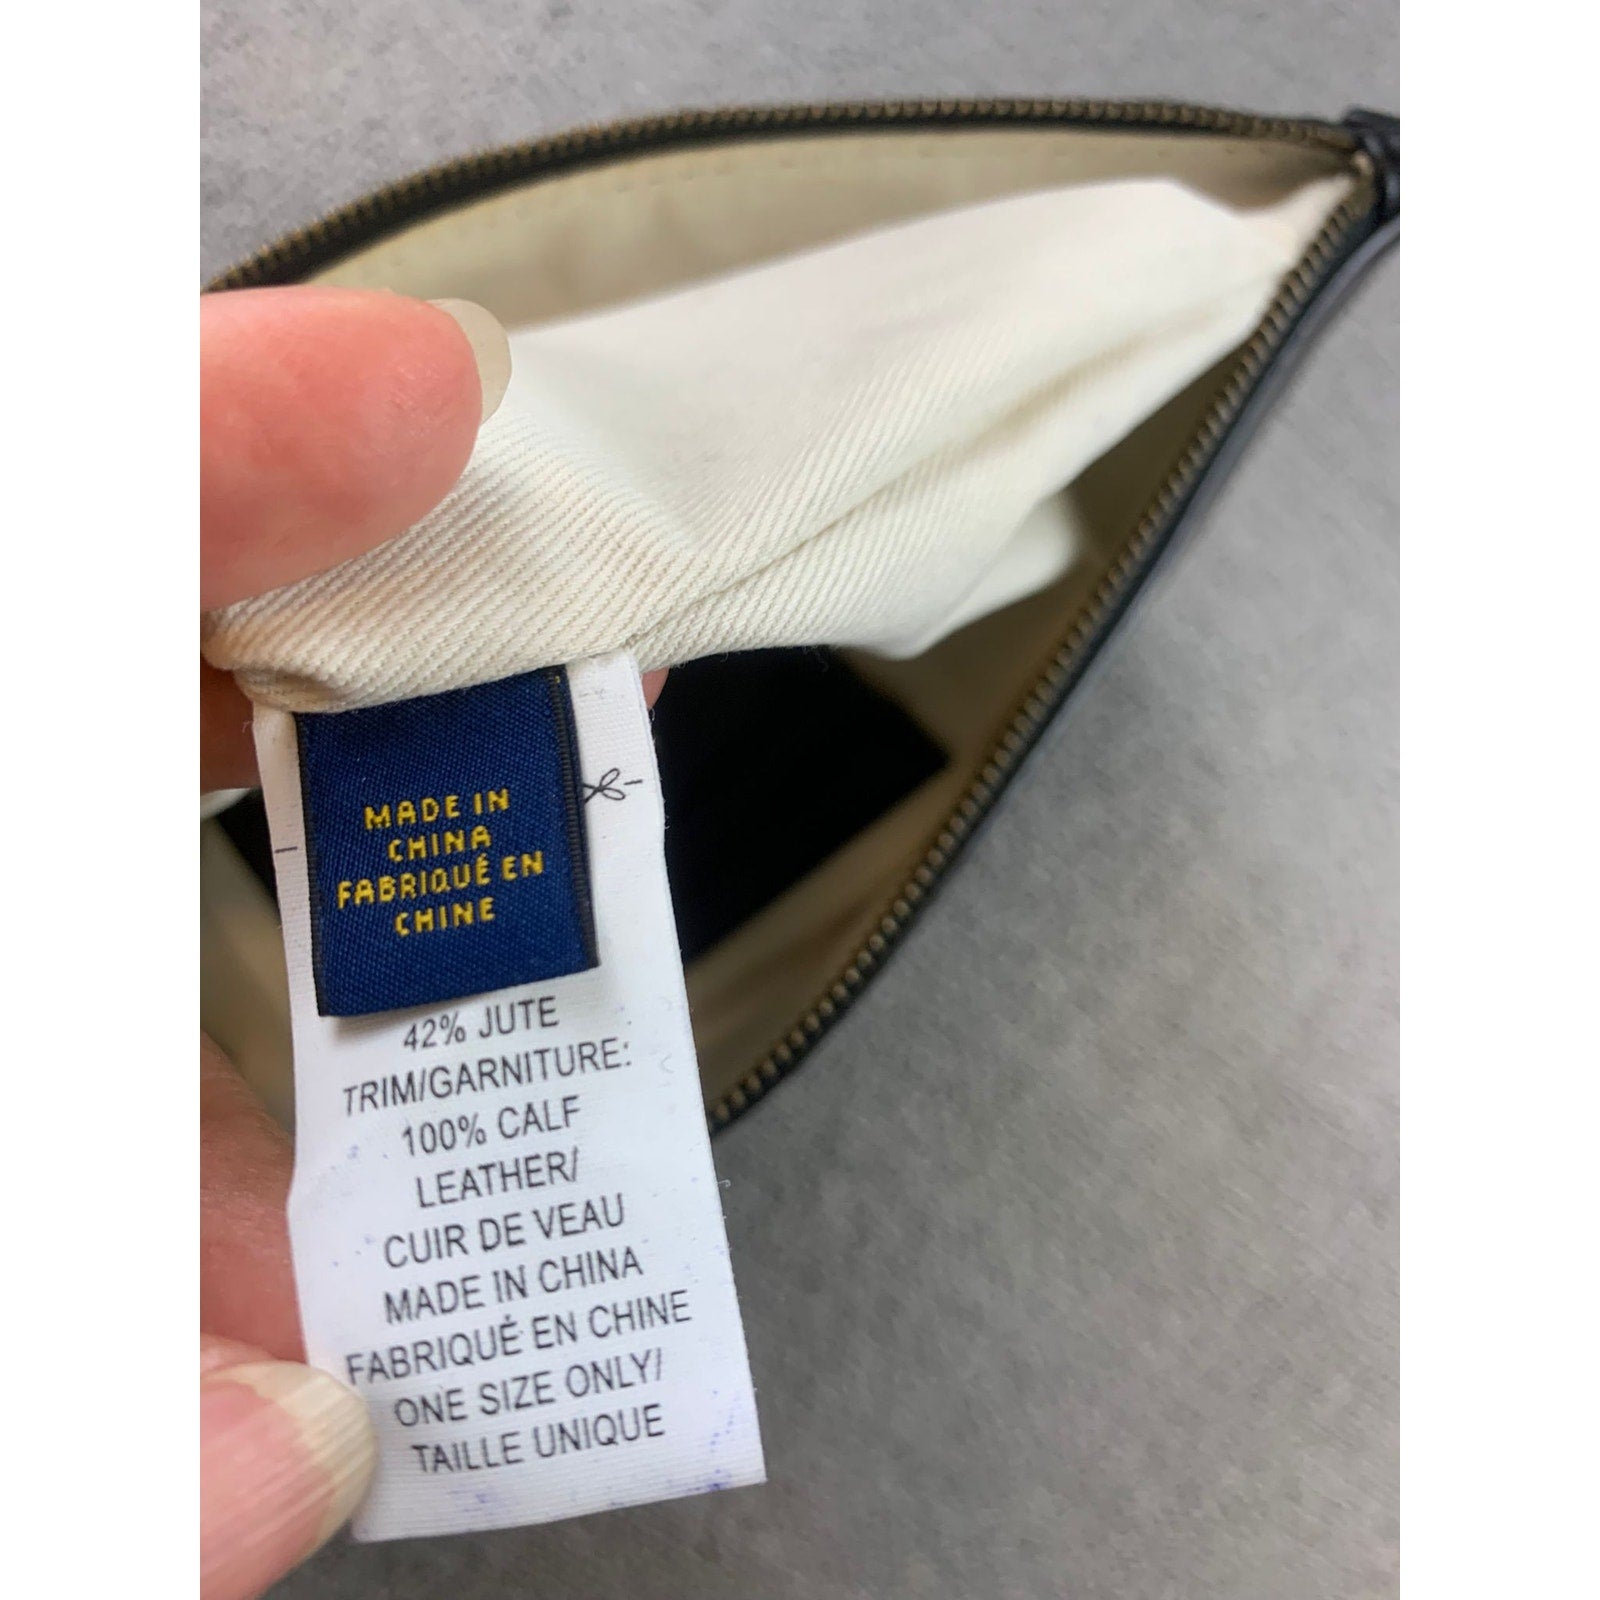 MADE IN
CHINA
FABRIQUÉ EN
CHINE
42% JUTE
TRIM/GARNITURE:
100% CALF
LEATHER/
CUIR DE VEAU
MADE IN CHINA
FABRIQUÉ EN CHINE
ONE SIZE ONLY/
TAILLE UNIQUE